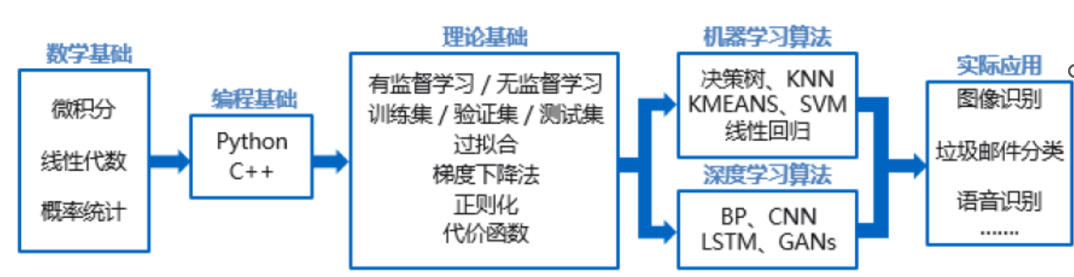 数学基础
微积分
线性代数
概率统计
编程基础
Python
C++
理论基础
有监督学习 / 无监督学习
训练集 / 验证集 / 测试集
过拟合
梯度下降法
正则化
代价函数
机器学习算法
决策树、KNN
KMEANS、SVM
线性回归
深度学习算法
BP、CNN
LSTM、GANs
实际应用
图像识别
垃圾邮件分类
语音识别
.......